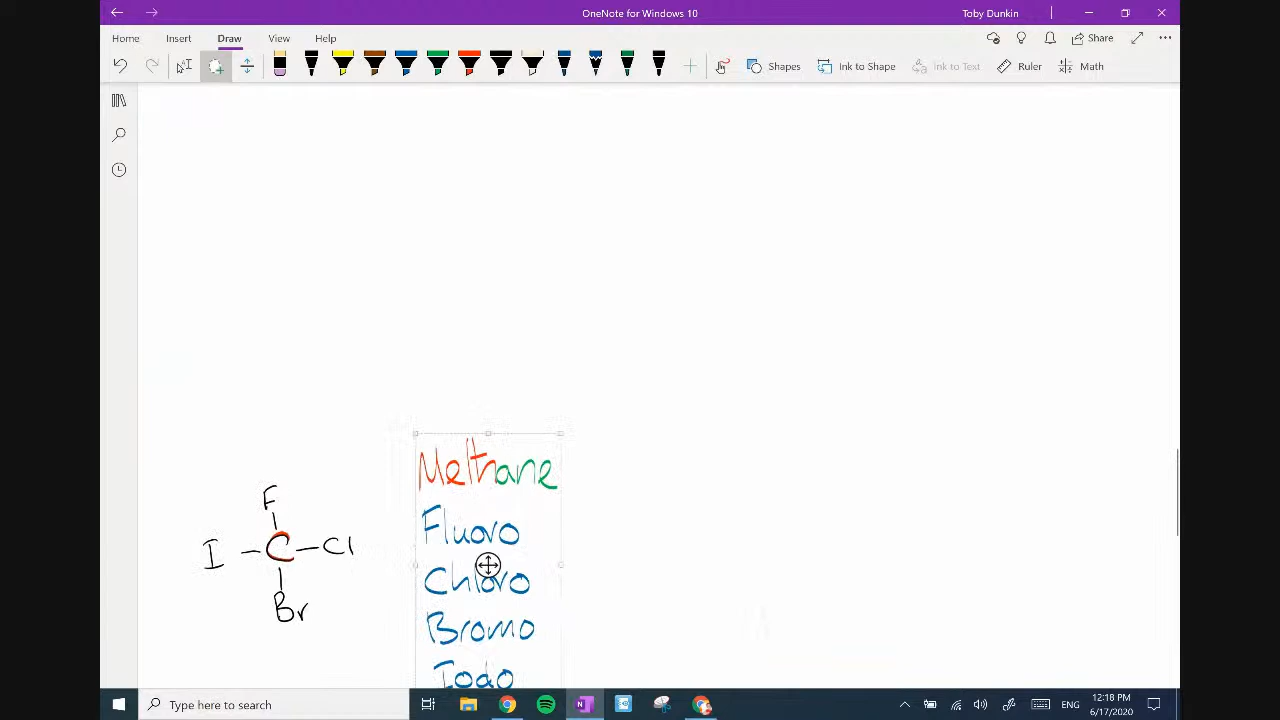 OneNote for Windows 10
Toby Dunkin
Home Insert Draw View Help
Share
Shapes Ink to Shape Ink to Text Ruler Math
Methane
Fluoro
Chloro
Bromo
Iodo
F
I C Cl
Br
Type here to search
ENG
12:18 PM
6/17/2020